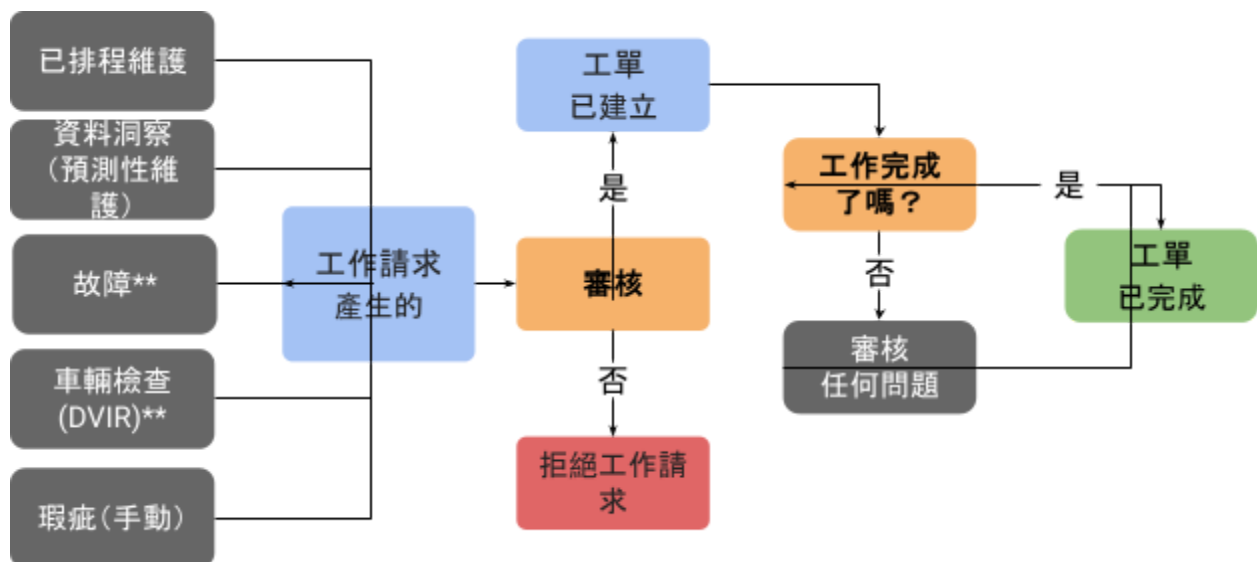 已排程維護
資料洞察
（預測性維
護）
故障**
車輛檢查
(DVIR)**
瑕疵（手動）
工作請求
產生的
工單
已建立
是
審核
否
拒絕工作請
求
工作完成
了嗎？
否
審核
任何問題
是
工單
已完成